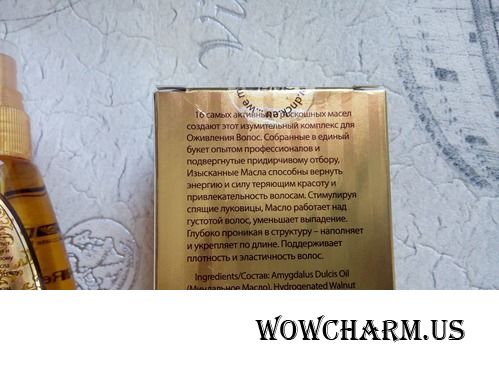 16 самых активных и роскошных масел
создают этот изумительный комплекс для
Оживления Волос. Собранные в единый
букет опытом профессионалов и
подвергнутые придирчивому отбору,
Изысканные Масла способны вернуть
энергию и силу теряющим красоту и
привлекательность волосам. Стимулируя
спящие луковицы, Масло работает над
густотой волос, уменьшает выпадение.
Глубоко проникая в структуру – наполняет
и укрепляет по длине. Поддерживает
плотность и эластичность волос.
Ingredients/Состав: Amygdalus Dulcis Oil
(Миндальное Масло), Hydrogenated Walnut
WOWCHARM.US